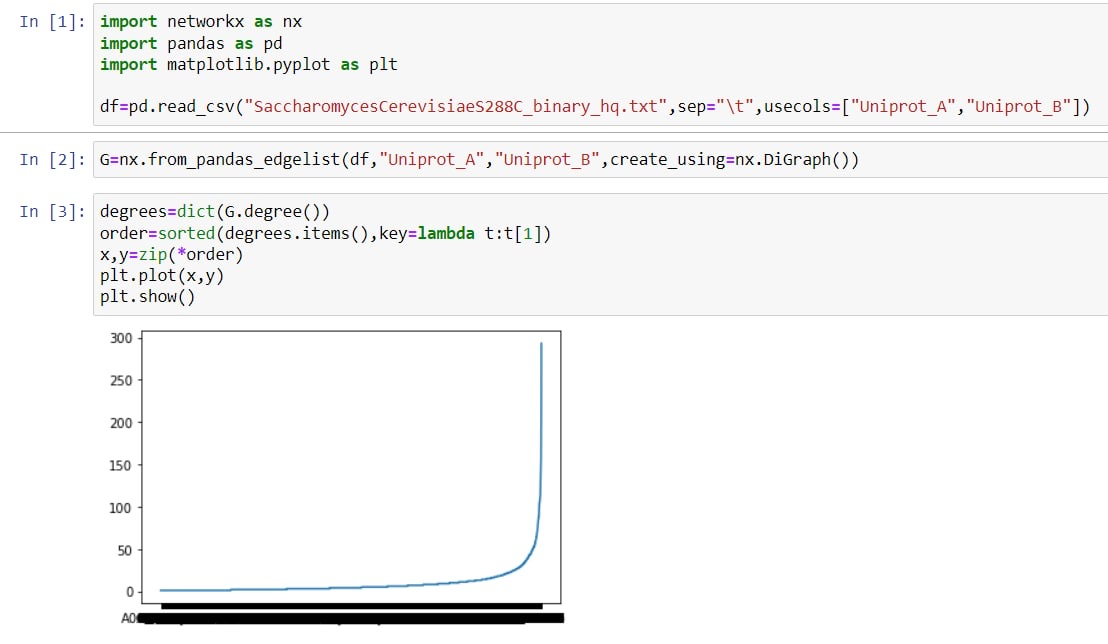 In [1]: import networkx as nx
import pandas as pd
import matplotlib.pyplot as plt
df=pd.read_csv("SaccharomycesCerevisiaeS288C_binary_hq.txt",sep="\t",usecols=["Uniprot_A","Uniprot_B"])
In [2]: G=nx.from_pandas_edgelist(df,"Uniprot_A","Uniprot_B",create_using=nx.DiGraph())
In [3]: degrees=dict(G.degree())
order=sorted(degrees.items(),key=lambda t:t[1])
x,y=zip(*order)
plt.plot(x,y)
plt.show()
300
250
200
150
100
50
0